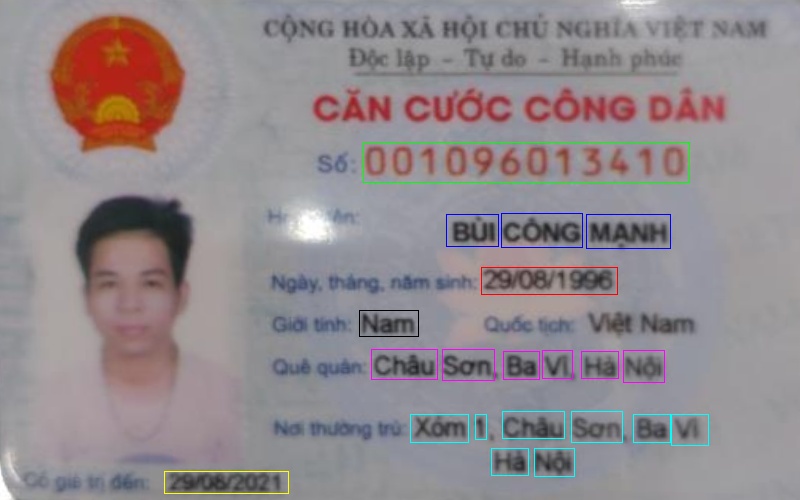 CỘNG HÒA XÃ HỘI CHỦ NGHĨA VIỆT NAM
Độc lập - Tự do - Hạnh phúc
CĂN CƯỚC CÔNG DÂN
Số: 001096013410
Họ và tên:
BÙI CÔNG MẠNH
Ngày, tháng, năm sinh: 29/08/1996
Giới tính: Nam Quốc tịch: Việt Nam
Quê quán: Châu Sơn, Ba Vì, Hà Nội
Nơi thường trú: Xóm 1, Châu Sơn, Ba Vì
Hà Nội
Có giá trị đến: 29/08/2021